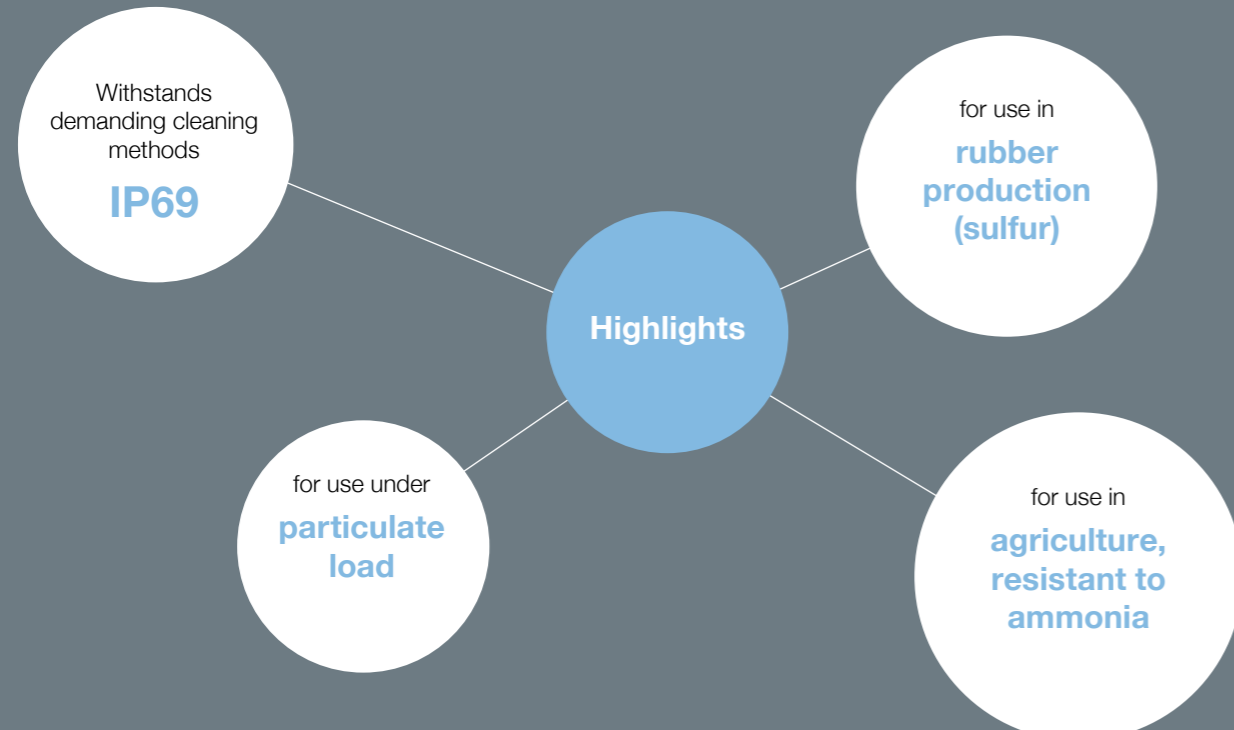 Withstands
demanding cleaning
methods
IP69
for use in
rubber
production
(sulfur)
Highlights
for use under
particulate
load
for use in
agriculture,
resistant to
ammonia